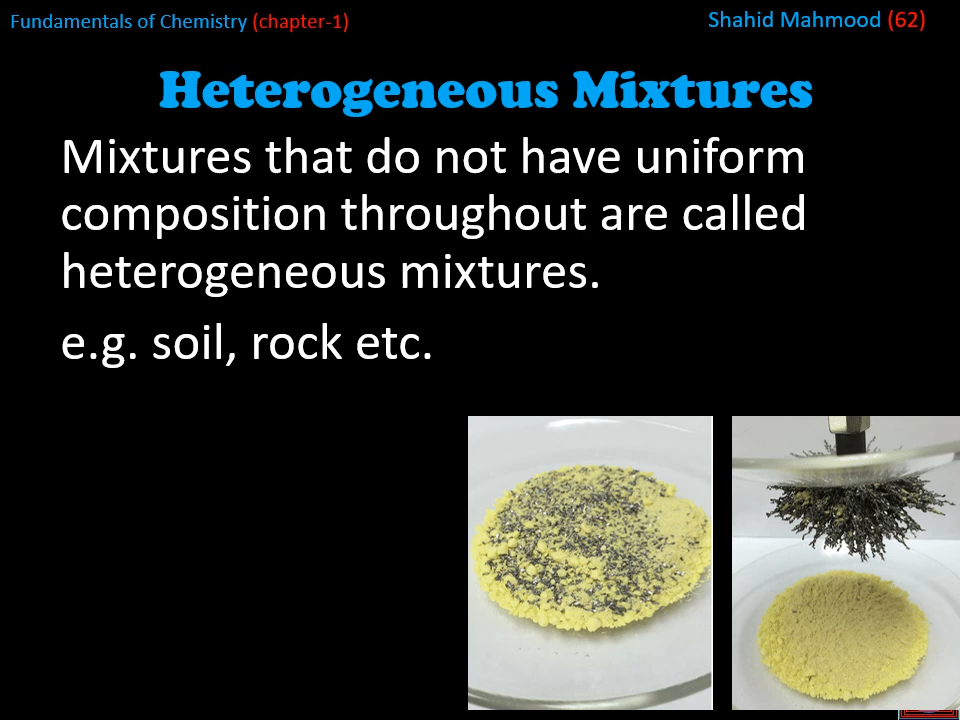 Fundamentals of Chemistry (chapter-1)
Shahid Mahmood (62)
Heterogeneous Mixtures
Mixtures that do not have uniform
composition throughout are called
heterogeneous mixtures.
e.g. soil, rock etc.